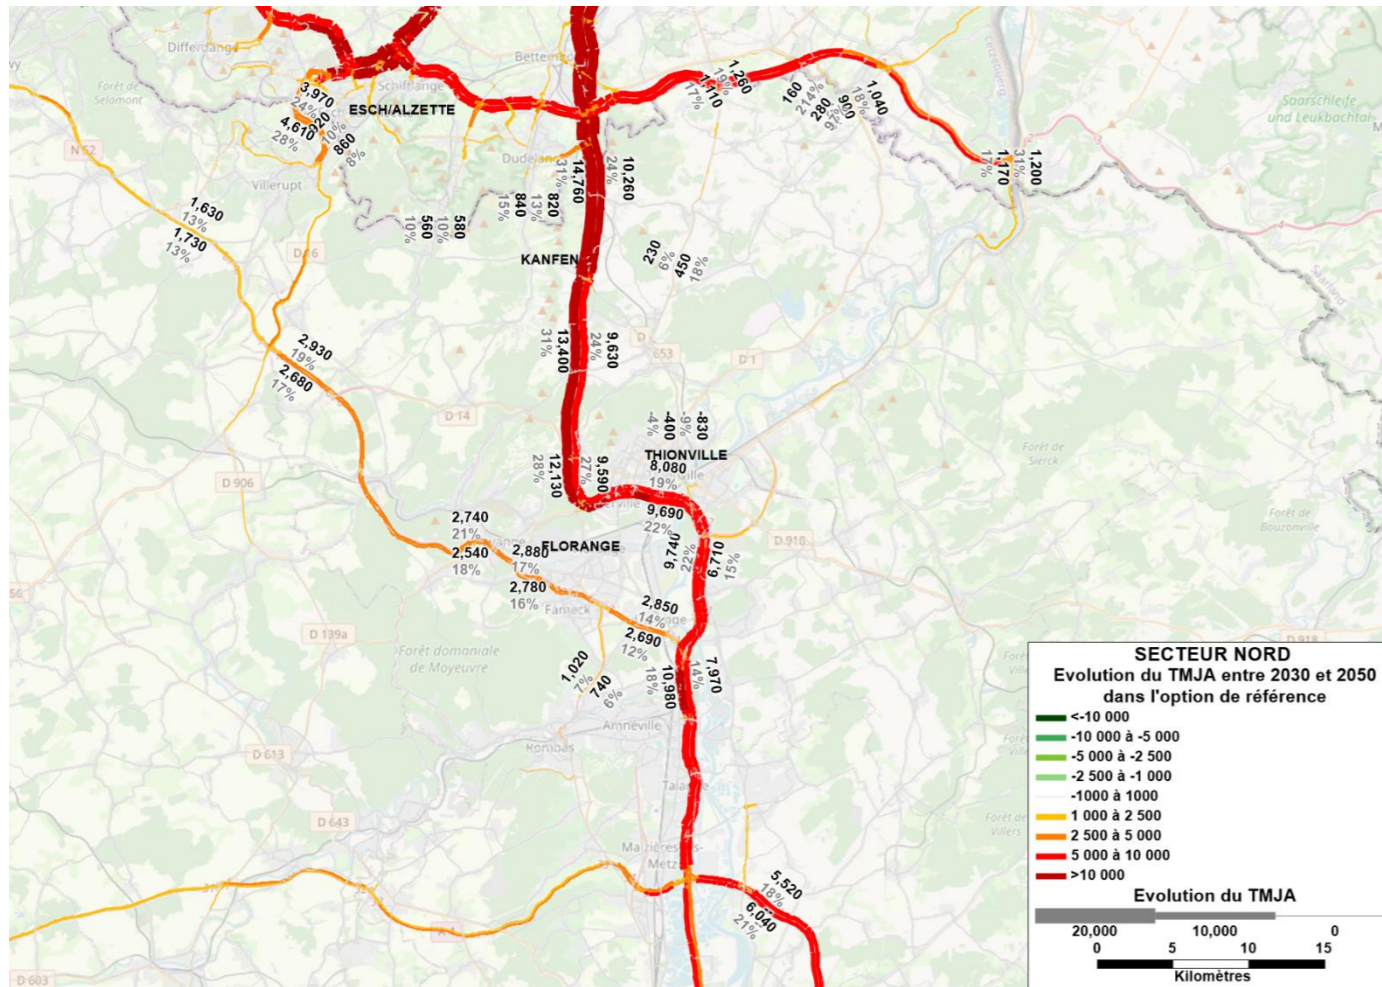 Differdange
Bettem
Schifflange
Forêt de
Selomont
3,970
24%
ESCH/ALZETTE
4,610
28%
10%
860
8%
N 52
Villerupt
Dudelan
1,110
17%
1,260
19%
160
214%
280
900
1,040
18%
Saarschleife
und Leukbachtal
1,170
17%
1,200
31%
14,760
31%
10,260
24%
840
15%
820
13%
560
10%
580
10%
1,630
13%
1,730
13%
KANFEN
230
6%
450
18%
Saarland
13,400
31%
9,630
24%
653
D 1
2,930
19%
2,680
17%
D 14
-400
-4%
-830
-9%
THIONVILLE
8,080
19%
ville
Forêt de
Sierck
12,130
28%
9,590
27%
9,690
22%
D 906
Forêt de
Bouzonville
2,740
21%
2,540
18%
FLORANGE
2,880
17%
2,780
16%
9,740
22%
6,710
15%
D 918
Fameck
2,850
14%
2,690
12%
D 139a
Forêt domaniale
de Moyeuvre
1,020
7%
740
6%
10,980
18%
7,970
14%
D 918
Amnéville
Rombas
D 613
D 643
Maizières-lès-
Metz
5,520
18%
6,040
21%
D 603
SECTEUR NORD
Evolution du TMJA entre 2030 et 2050
dans l'option de référence
<-10 000
-10 000 à -5 000
-5 000 à -2 500
-2 500 à -1 000
-1000 à 1000
1 000 à 2 500
2 500 à 5 000
5 000 à 10 000
>10 000
Evolution du TMJA
20,000 10,000 0
0 5 10 15
Kilomètres